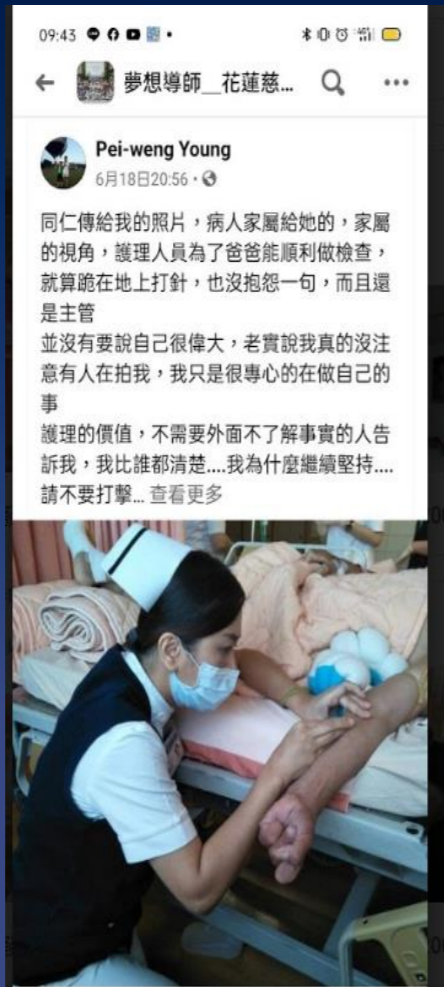 09:43
夢想導師__花蓮慈...
Pei-weng Young
6月18日20:56
同仁傳給我的照片，病人家屬給她的，家屬
的視角，護理人員為了爸爸能順利做檢查，
就算跪在地上打針，也沒抱怨一句，而且還
是主管
並沒有要說自己很偉大，老實說我真的沒注
意有人在拍我，我只是很專心的在做自己的
事
護理的價值，不需要外面不了解事實的人告
訴我，我比誰都清楚....我為什麼繼續堅持....
請不要打擊... 查看更多